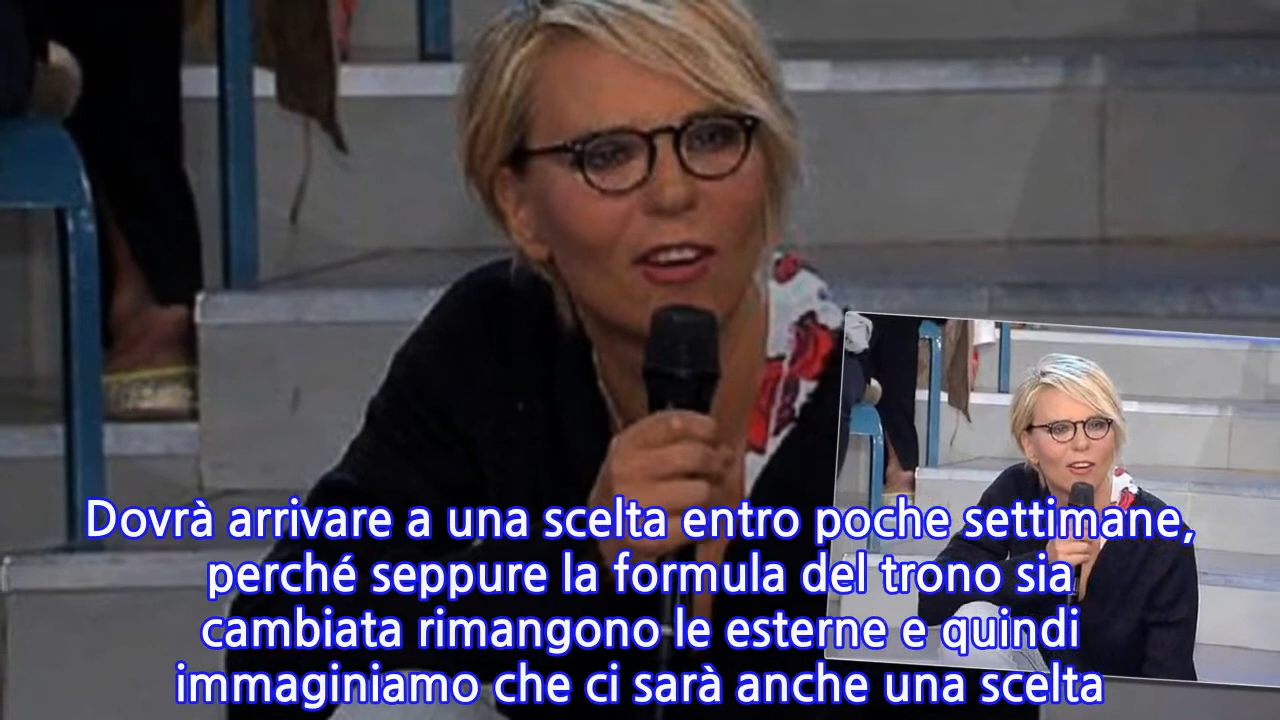 Dovrà arrivare a una scelta entro poche settimane,
perché seppure la formula del trono sia
cambiata rimangono le esterne e quindi
immaginiamo che ci sarà anche una scelta